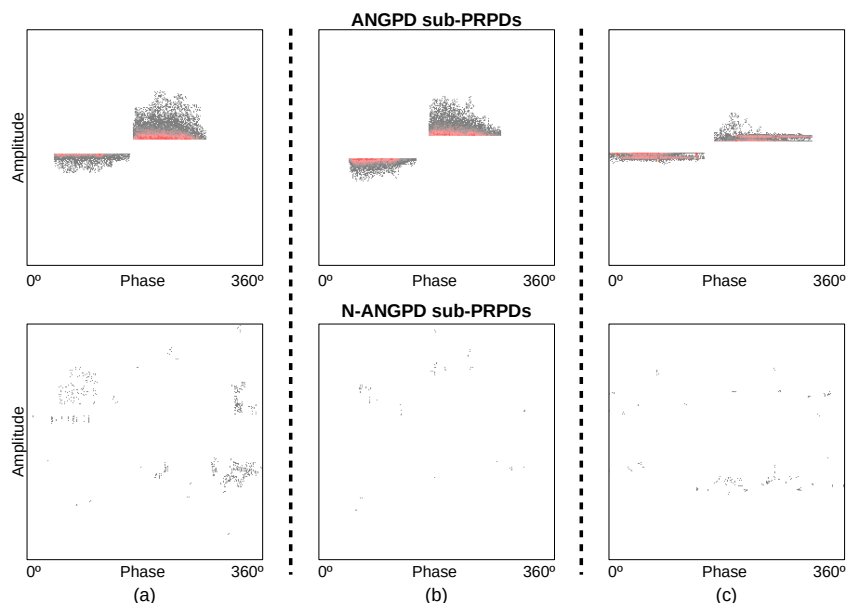 ANGPD sub-PRPDs
Amplitude
0º Phase 360º 0º Phase 360º 0º Phase 360º
N-ANGPD sub-PRPDs
Amplitude
0º Phase 360º 0º Phase 360º 0º Phase 360º
(a) (b) (c)